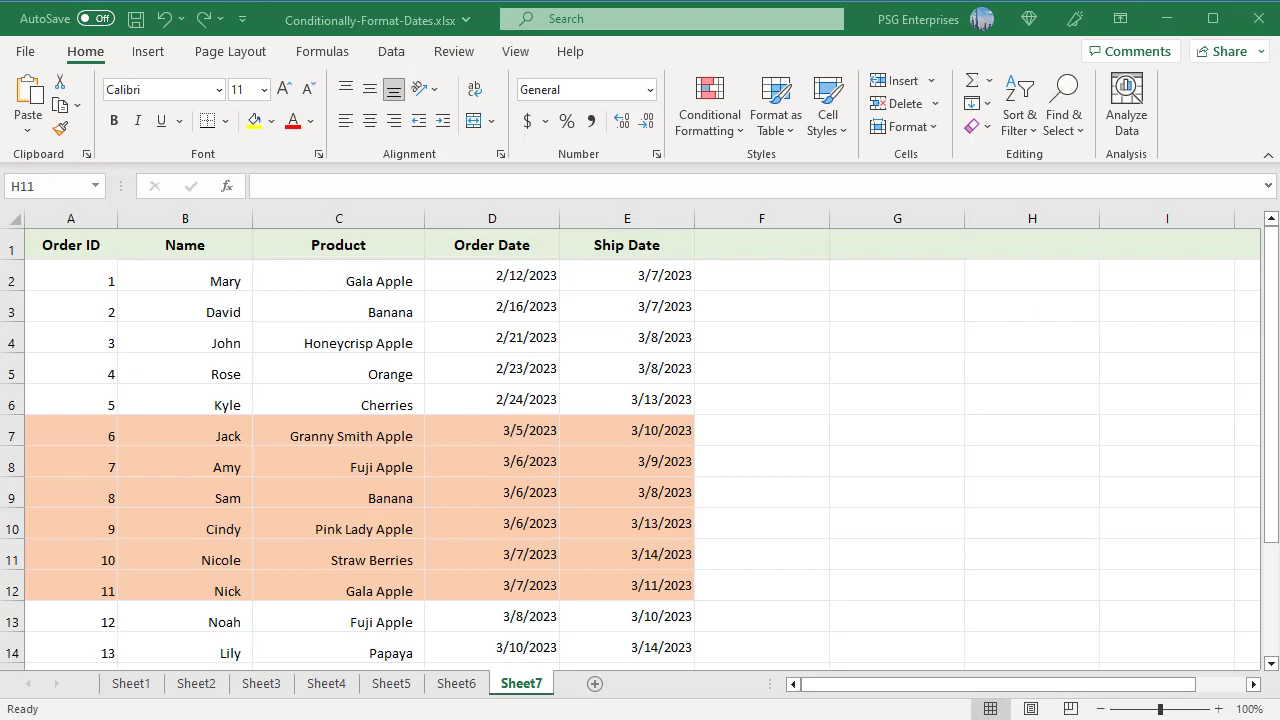 AutoSave Off Conditionally-Format-Dates.xlsx Search PSG Enterprises
File Home Insert Page Layout Formulas Data Review View Help Comments Share
Paste
Clipboard
Calibri 11
B I U A
Font
ab
Alignment
General
$ % 9
Number
Conditional Formatting
Format as Table
Cell Styles
Styles
Insert
Delete
Format
Cells
Sort & Filter
Find & Select
Editing
Analyze Data
Analysis
H11 fx
A B C D E F G H I
1 Order ID Name Product Order Date Ship Date
2 1 Mary Gala Apple 2/12/2023 3/7/2023
3 2 David Banana 2/16/2023 3/7/2023
4 3 John Honeycrisp Apple 2/21/2023 3/8/2023
5 4 Rose Orange 2/23/2023 3/8/2023
6 5 Kyle Cherries 2/24/2023 3/13/2023
7 6 Jack Granny Smith Apple 3/5/2023 3/10/2023
8 7 Amy Fuji Apple 3/6/2023 3/9/2023
9 8 Sam Banana 3/6/2023 3/8/2023
10 9 Cindy Pink Lady Apple 3/6/2023 3/13/2023
11 10 Nicole Straw Berries 3/7/2023 3/14/2023
12 11 Nick Gala Apple 3/7/2023 3/11/2023
13 12 Noah Fuji Apple 3/8/2023 3/10/2023
14 13 Lily Papaya 3/10/2023 3/14/2023
Sheet1 Sheet2 Sheet3 Sheet4 Sheet5 Sheet6 Sheet7
Ready 100%